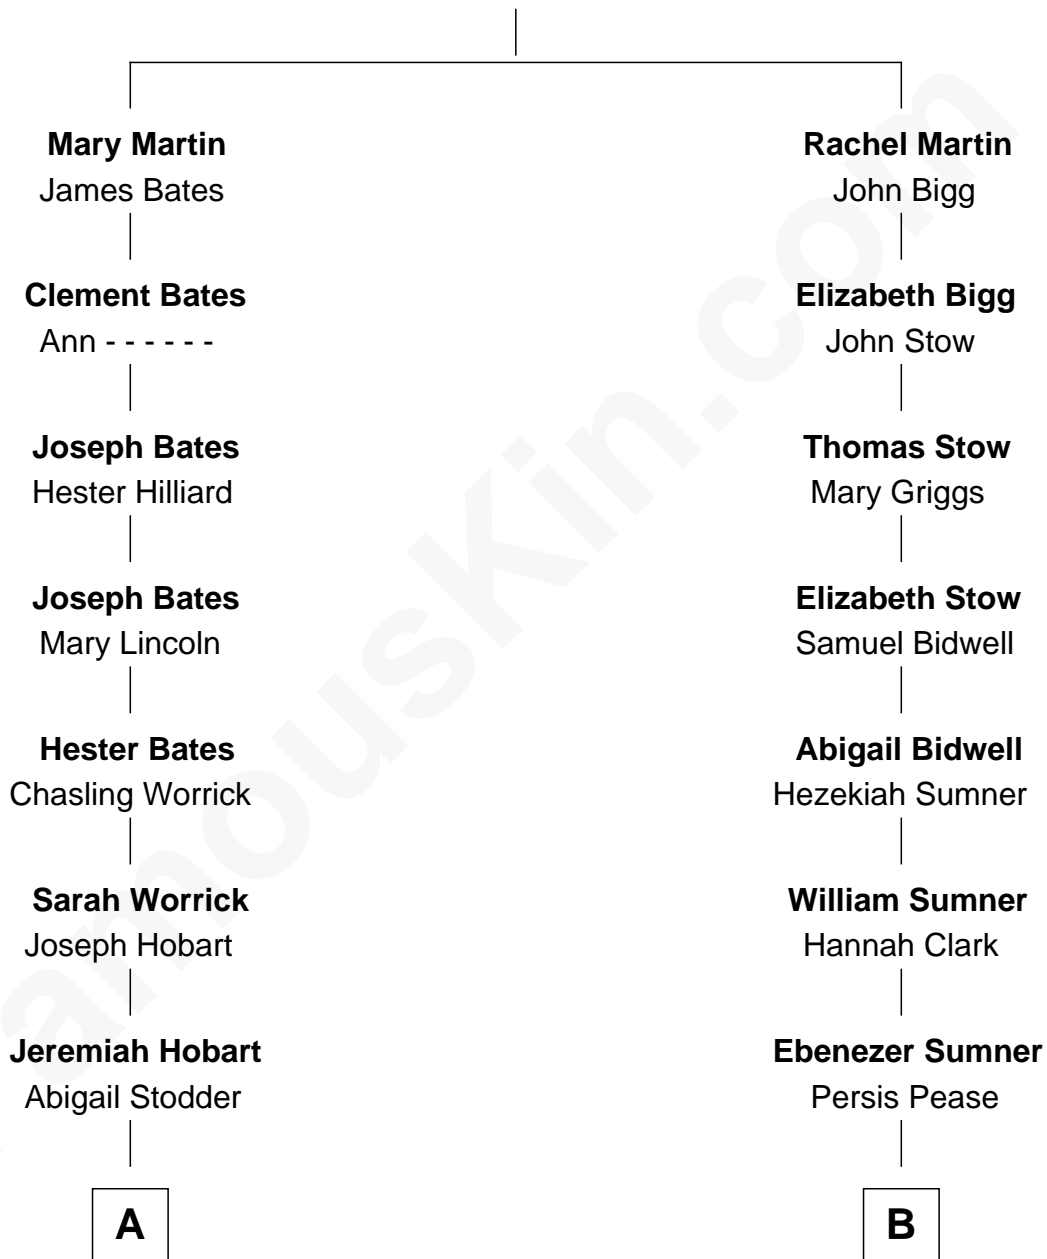 Mary Martin
James Bates
Clement Bates
Ann - - - - - -
Joseph Bates
Hester Hilliard
Joseph Bates
Mary Lincoln
Hester Bates
Chasling Worrick
Sarah Worrick
Joseph Hobart
Jeremiah Hobart
Abigail Stodder
A
Rachel Martin
John Bigg
Elizabeth Bigg
John Stow
Thomas Stow
Mary Griggs
Elizabeth Stow
Samuel Bidwell
Abigail Bidwell
Hezekiah Sumner
William Sumner
Hannah Clark
Ebenezer Sumner
Persis Pease
B
amouskin.com